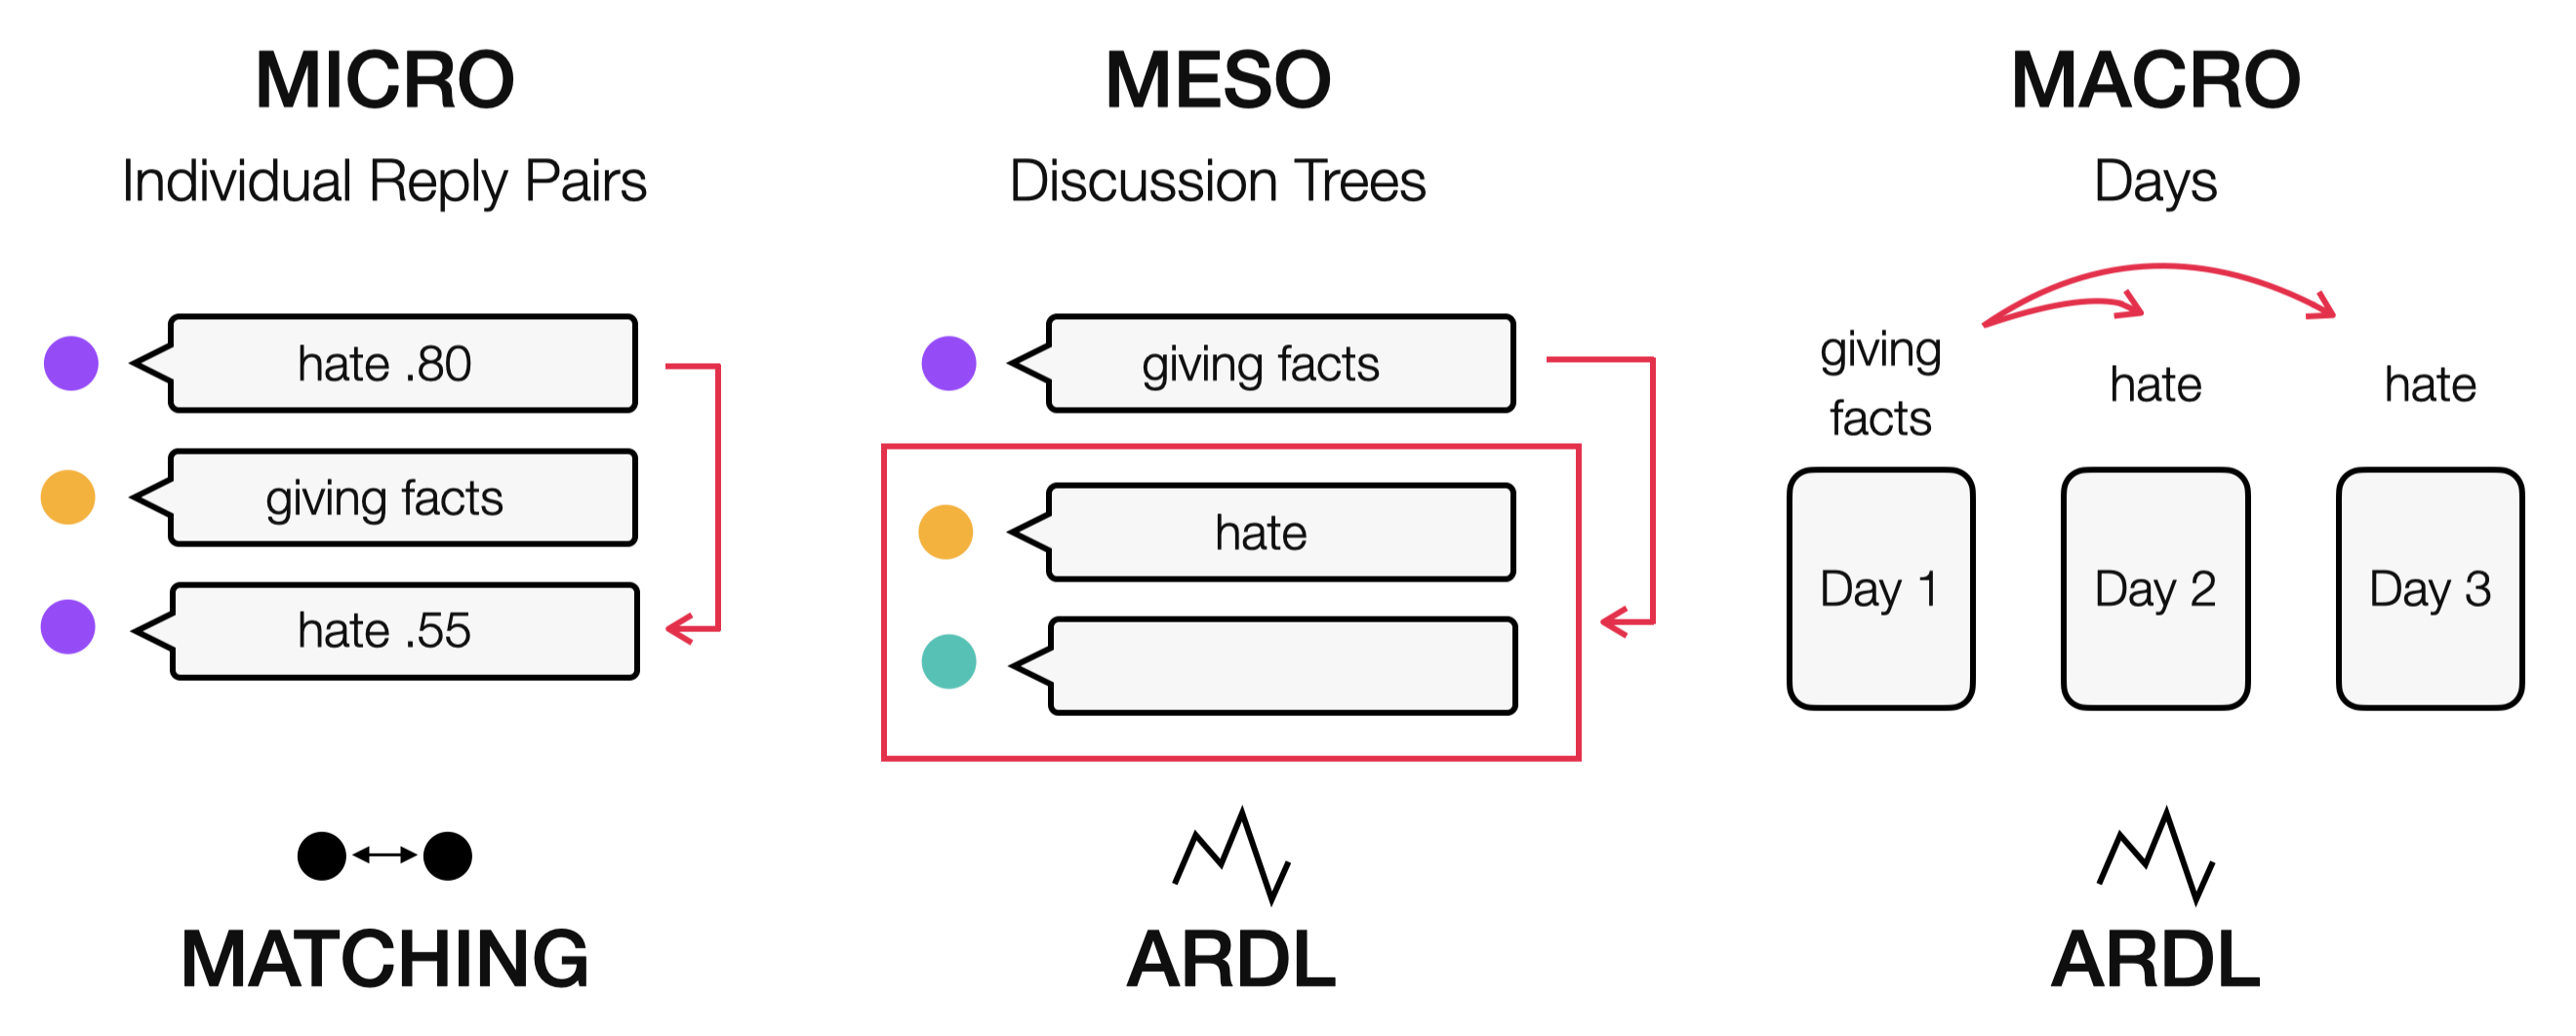 MICRO
Individual Reply Pairs
hate .80
giving facts
hate .55
MATCHING
MESO
Discussion Trees
giving facts
hate
ARDL
MACRO
Days
giving
facts
hate
hate
Day 1
Day 2
Day 3
ARDL